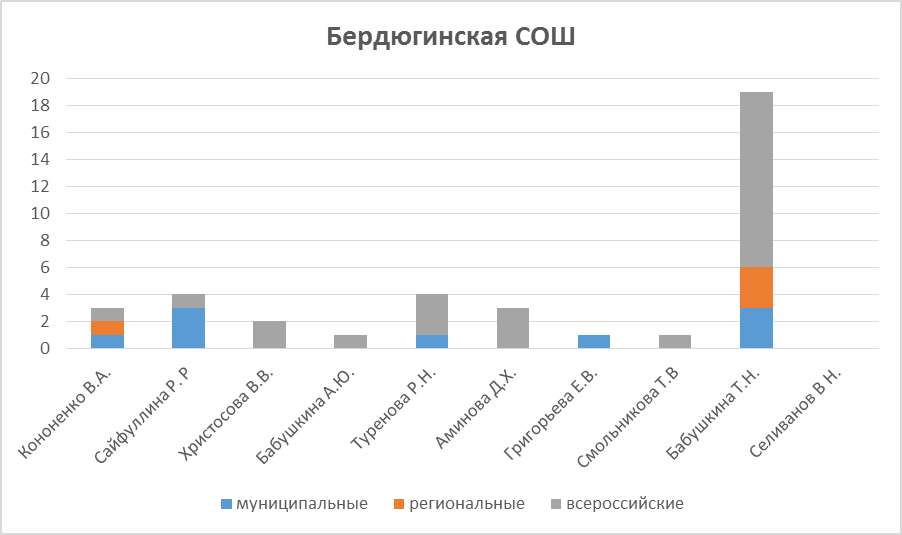 Бердюгинская СОШ
20
18
16
14
12
10
8
6
4
2
0
Кононенко В.А.
Сайфуллина Р. Р
Христосова В.В.
Бабушкина А.Ю.
Туренова Р.Н.
Аминова Д.Х.
Григорьева Е.В.
Смольникова Т.В
Бабушкина Т.Н.
Селиванов В Н.
муниципальные региональные всероссийские